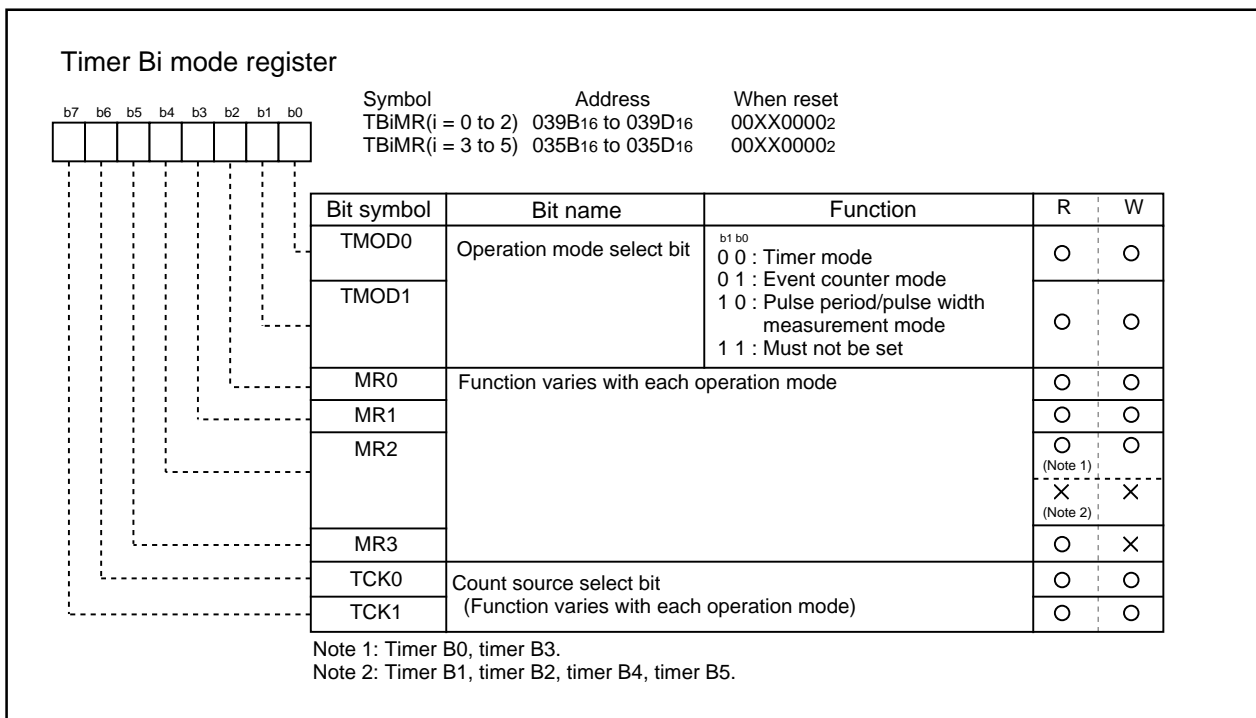 Timer Bi mode register
Symbol Address When reset
b7 b6 b5 b4 b3 b2 b1 b0
TBiMR(i = 0 to 2) 039B16 to 039D16 00XX00002
TBiMR(i = 3 to 5) 035B16 to 035D16 00XX00002
Bit symbol Bit name Function R W
TMOD0 Operation mode select bit b1 b0
0 0 : Timer mode
0 1 : Event counter mode
TMOD1 1 0 : Pulse period/pulse width
measurement mode
1 1 : Must not be set
MR0 Function varies with each operation mode
MR1
MR2
(Note 1)
(Note 2)
MR3
TCK0 Count source select bit
TCK1 (Function varies with each operation mode)
Note 1: Timer B0, timer B3.
Note 2: Timer B1, timer B2, timer B4, timer B5.